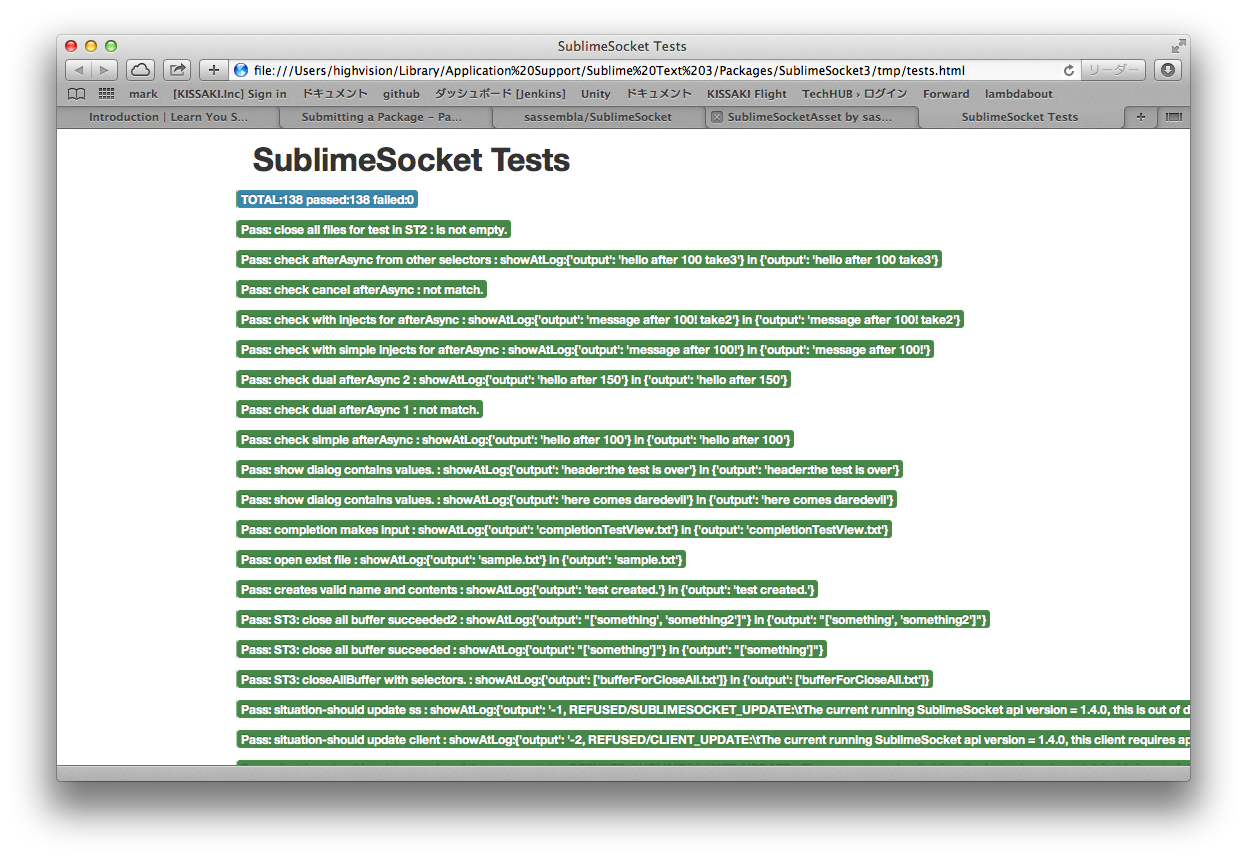 SublimeSocket Tests
file:///Users/highvision/Library/Application%20Support/Sublime%20Text%203/Packages/SublimeSocket3/tmp/tests.html
リーダー
mark [KISSAKI.Inc] Sign in ドキュメント github ダッシュボード [Jenkins] Unity ドキュメント KISSAKI Flight TechHUB › ログイン Forward lambdabout
Introduction | Learn You S... Submitting a Package – Pa... sassembla/SublimeSocket SublimeSocketAsset by sas... SublimeSocket Tests
SublimeSocket Tests
TOTAL:138 passed:138 failed:0
Pass: close all files for test in ST2 : is not empty.
Pass: check afterAsync from other selectors : showAtLog:{'output': 'hello after 100 take3'} in {'output': 'hello after 100 take3'}
Pass: check cancel afterAsync : not match.
Pass: check with injects for afterAsync : showAtLog:{'output': 'message after 100! take2'} in {'output': 'message after 100! take2'}
Pass: check with simple injects for afterAsync : showAtLog:{'output': 'message after 100!'} in {'output': 'message after 100!'}
Pass: check dual afterAsync 2 : showAtLog:{'output': 'hello after 150'} in {'output': 'hello after 150'}
Pass: check dual afterAsync 1 : not match.
Pass: check simple afterAsync : showAtLog:{'output': 'hello after 100'} in {'output': 'hello after 100'}
Pass: show dialog contains values. : showAtLog:{'output': 'header:the test is over'} in {'output': 'header:the test is over'}
Pass: show dialog contains values. : showAtLog:{'output': 'here comes daredevil'} in {'output': 'here comes daredevil'}
Pass: completion makes input : showAtLog:{'output': 'completionTestView.txt'} in {'output': 'completionTestView.txt'}
Pass: open exist file : showAtLog:{'output': 'sample.txt'} in {'output': 'sample.txt'}
Pass: creates valid name and contents : showAtLog:{'output': 'test created.'} in {'output': 'test created.'}
Pass: ST3: close all buffer succeeded2 : showAtLog:{'output': "['something', 'something2']"} in {'output': "['something', 'something2']"}
Pass: ST3: close all buffer succeeded : showAtLog:{'output': "['something']"} in {'output': "['something']"}
Pass: ST3: closeAllBuffer with selectors. : showAtLog:{'output': ['bufferForCloseAll.txt']} in {'output': ['bufferForCloseAll.txt']}
Pass: situation-should update ss : showAtLog:{'output': '-1, REFUSED/SUBLIMESOCKET_UPDATE:\tThe current running SublimeSocket api version = 1.4.0, this is out of d
Pass: situation-should update client : showAtLog:{'output': '-2, REFUSED/CLIENT_UPDATE:\tThe current running SublimeSocket api version = 1.4.0, this client requires ap